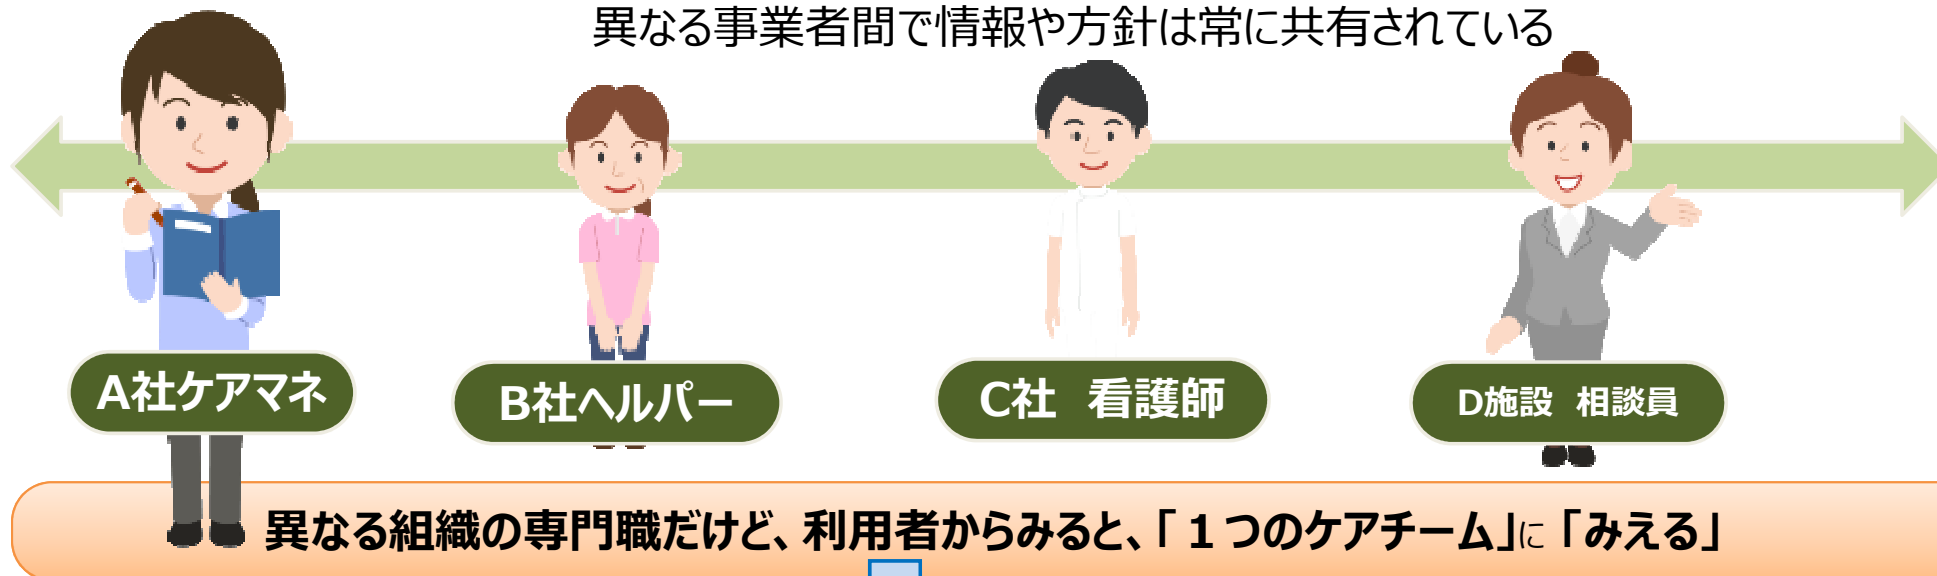 異なる事業者間で情報や方針は常に共有されている
A社ケアマネ
B社ヘルパー
C社 看護師
D施設 相談員
異なる組織の専門職だけど、利用者からみると、「１つのケアチーム」に「みえる」